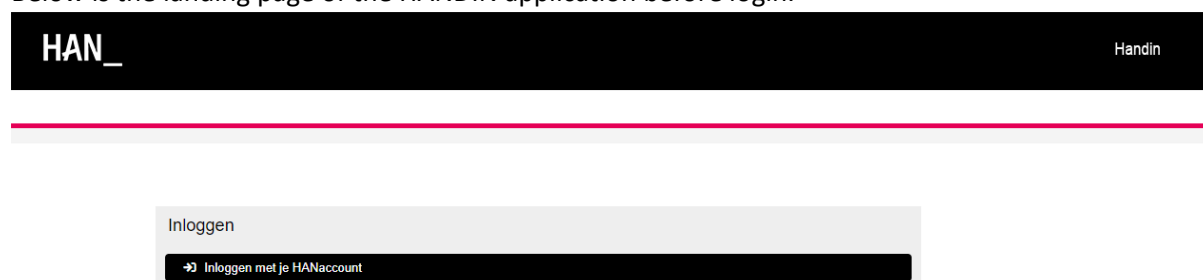 Below is the landing page of the HANDIN application before login.
HAN_
Handin
Inloggen
Inloggen met je HANaccount